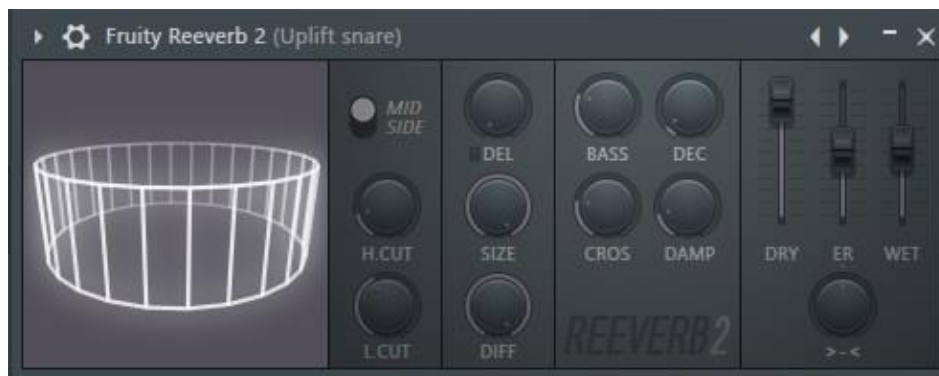 Fruity Reeverb 2 (Uplift snare)
MID
SIDE
H.CUT
L.CUT
DEL
SIZE
DIFF
BASS
DEC
CROS
DAMP
REEVERB2
DRY
ER
WET
>-<